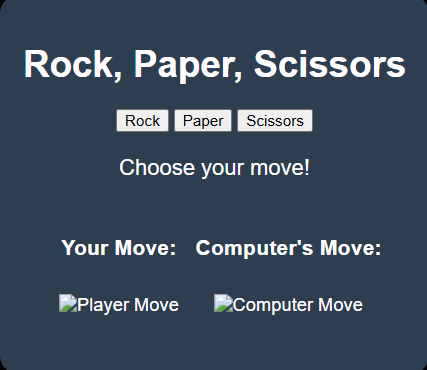 Rock, Paper, Scissors
Rock Paper Scissors
Choose your move!
Your Move: Computer's Move:
Player Move Computer Move